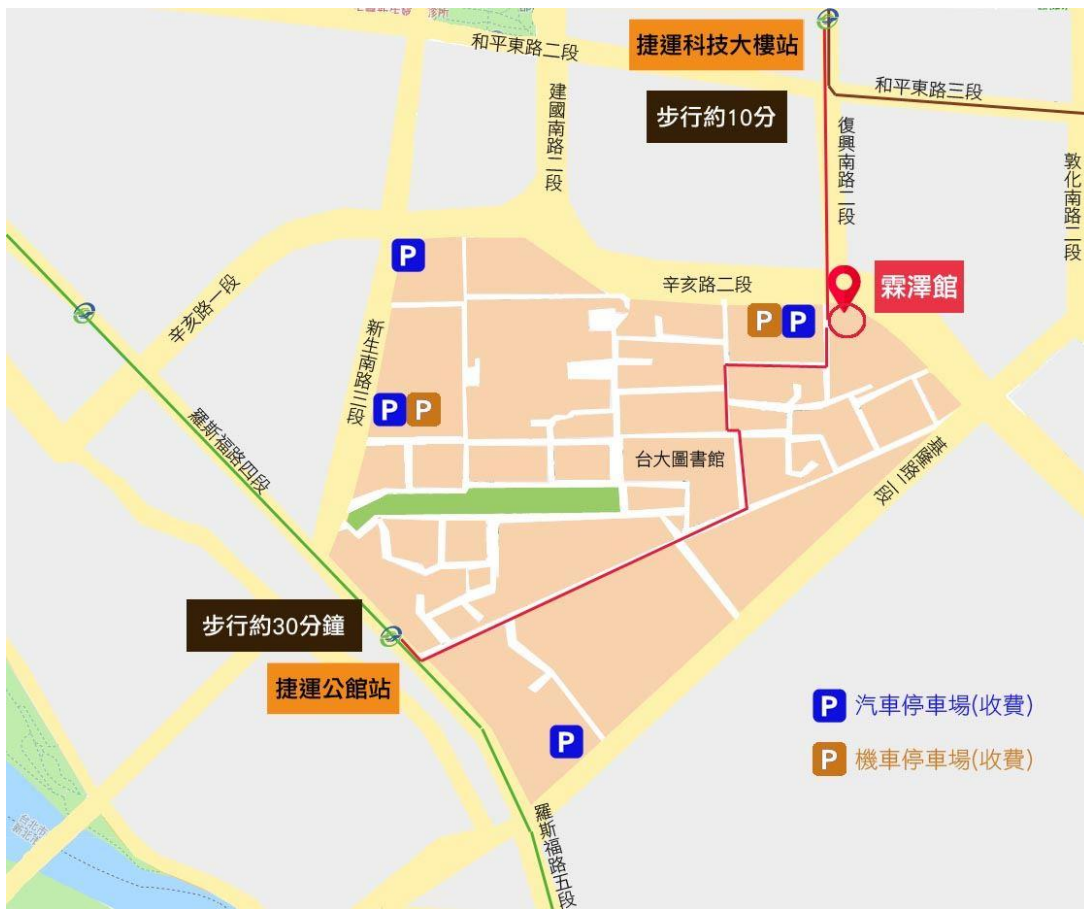 和平東路二段
捷運科技大樓站
和平東路三段
步行約10分
建國南路二段
復興南路二段
敦化南路二段
P
辛亥路二段
霖澤館
辛亥路一段
新生南路三段
P
P
P
P
羅斯福路四段
台大圖書館
基隆路二段
步行約30分鐘
捷運公館站
P
P 汽車停車場(收費)
P 機車停車場(收費)
羅斯福路五段
台北市